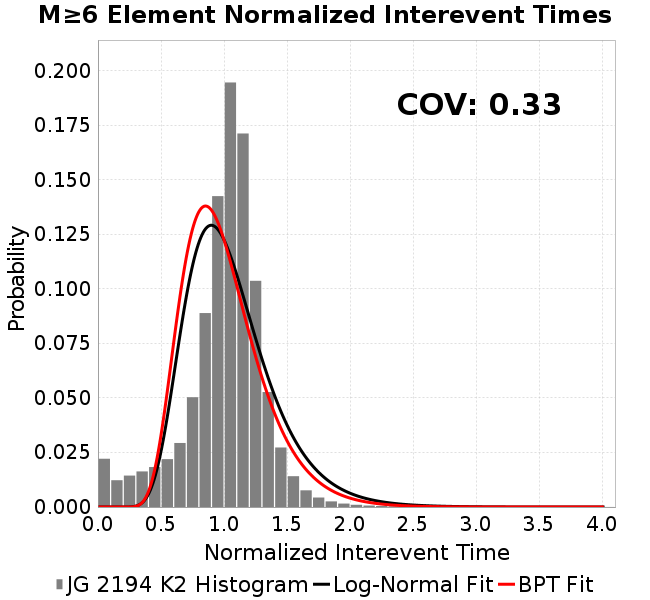 M≥6 Element Normalized Interevent Times
COV: 0.33
Probability
0.200
0.175
0.150
0.125
0.100
0.075
0.050
0.025
0.000
0.0 0.5 1.0 1.5 2.0 2.5 3.0 3.5 4.0
Normalized Interevent Time
JG 2194 K2 Histogram Log-Normal Fit BPT Fit